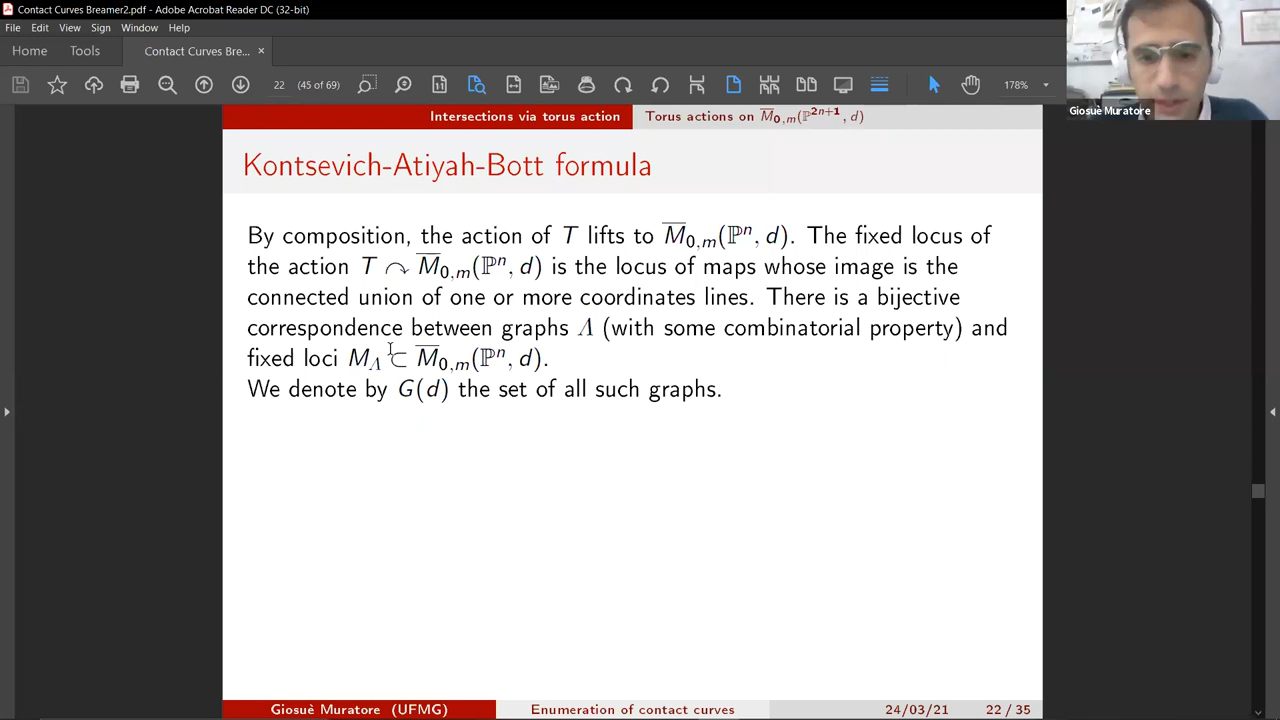 Contact Curves Breamer2.pdf - Adobe Acrobat Reader DC (32-bit)
File Edit View Sign Window Help
Home Tools Contact Curves Brea... ×
22 (45 of 69) 178%
Giosuè Muratore
Intersections via torus action Torus actions on M̅₀,ₘ(ℙ²ⁿ⁺¹, d)
Kontsevich-Atiyah-Bott formula
By composition, the action of T lifts to M̅₀,ₘ(ℙⁿ, d). The fixed locus of
the action T ↷ M̅₀,ₘ(ℙⁿ, d) is the locus of maps whose image is the
connected union of one or more coordinates lines. There is a bijective
correspondence between graphs Λ (with some combinatorial property) and
fixed loci M_Λ ⊂ M̅₀,ₘ(ℙⁿ, d).
We denote by G(d) the set of all such graphs.
Giosuè Muratore (UFMG) Enumeration of contact curves 24/03/21 22 / 35